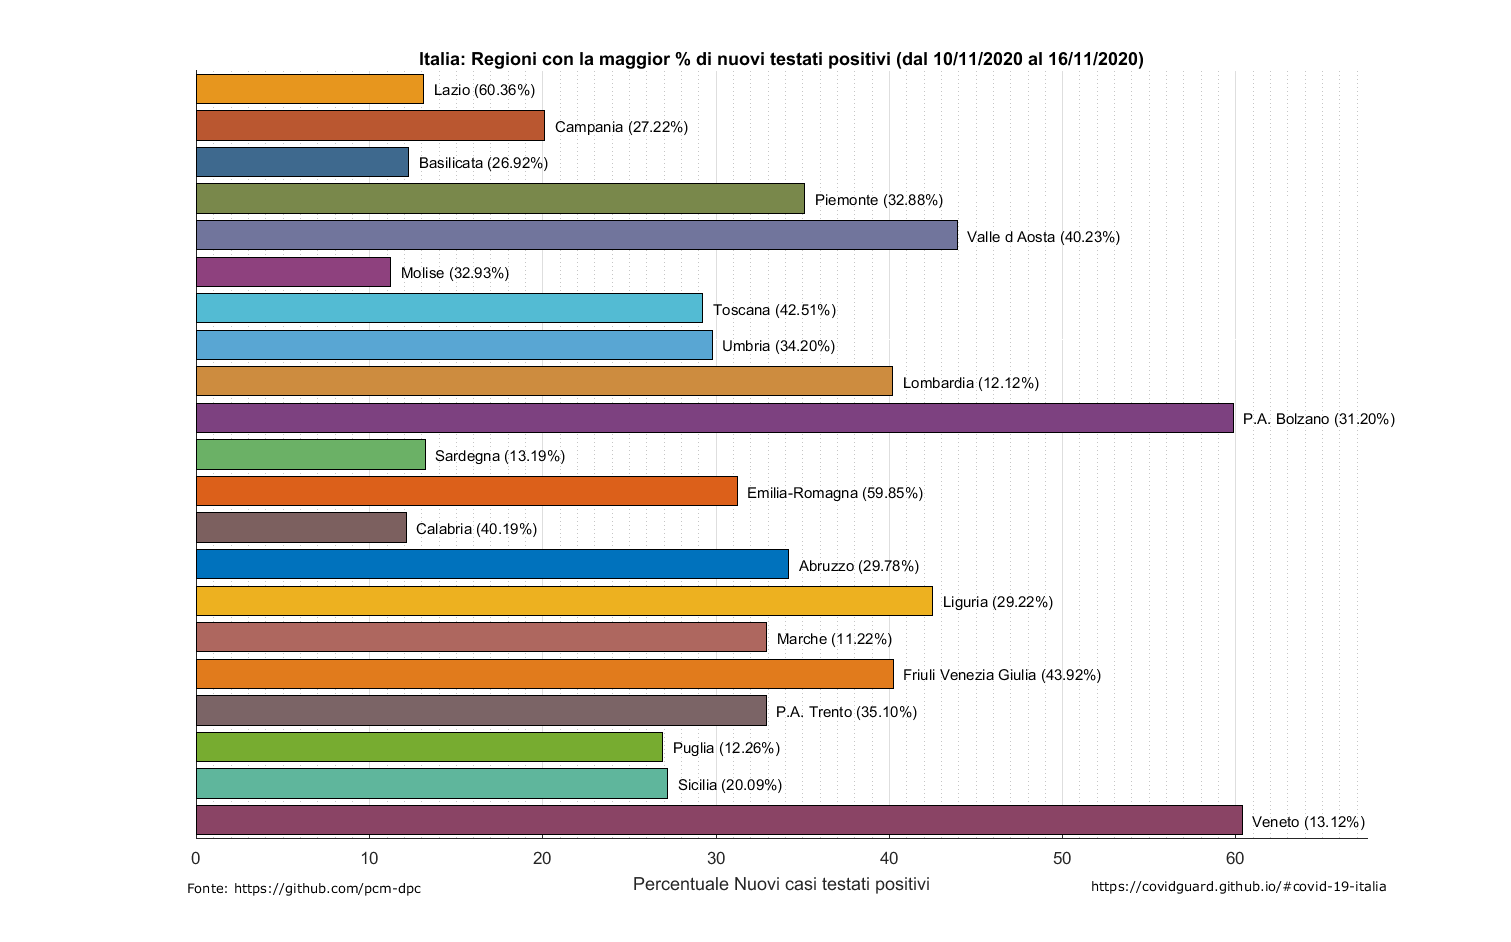 Italia: Regioni con la maggior % di nuovi testati positivi (dal 10/11/2020 al 16/11/2020)
Lazio (60.36%)
Campania (27.22%)
Basilicata (26.92%)
Piemonte (32.88%)
Valle d Aosta (40.23%)
Molise (32.93%)
Toscana (42.51%)
Umbria (34.20%)
Lombardia (12.12%)
P.A. Bolzano (31.20%)
Sardegna (13.19%)
Emilia-Romagna (59.85%)
Calabria (40.19%)
Abruzzo (29.78%)
Liguria (29.22%)
Marche (11.22%)
Friuli Venezia Giulia (43.92%)
P.A. Trento (35.10%)
Puglia (12.26%)
Sicilia (20.09%)
Veneto (13.12%)
0 10 20 30 40 50 60
Percentuale Nuovi casi testati positivi
Fonte: https://github.com/pcm-dpc
https://covidguard.github.io/#covid-19-italia